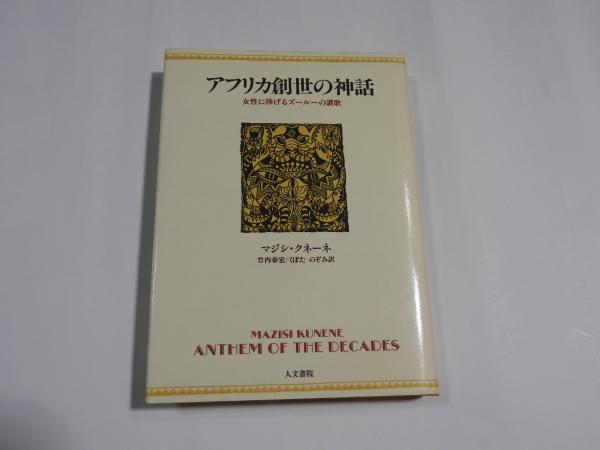 アフリカ創世の神話
女性に捧げるズールーの讃歌
マジシ・クネーネ
竹内泰宏/くぼた のぞみ訳
MAZISI KUNENE
ANTHEM OF THE DECADES
人文書院